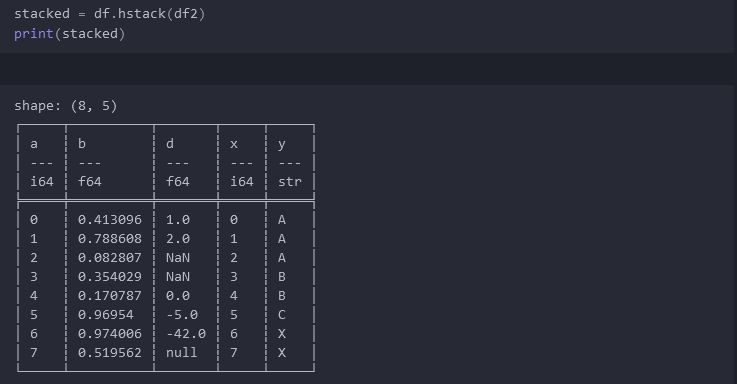 stacked = df.hstack(df2)
print(stacked)
shape: (8, 5)
┌─────┬──────────┬───────┬─────┬─────┐
│ a   ┆ b        ┆ d     ┆ x   ┆ y   │
│ --- ┆ ---      ┆ ---   ┆ --- ┆ --- │
│ i64 ┆ f64      ┆ f64   ┆ i64 ┆ str │
╞═════╪══════════╪═══════╪═════╪═════╡
│ 0   ┆ 0.413096 ┆ 1.0   ┆ 0   ┆ A   │
│ 1   ┆ 0.788608 ┆ 2.0   ┆ 1   ┆ A   │
│ 2   ┆ 0.082807 ┆ NaN   ┆ 2   ┆ A   │
│ 3   ┆ 0.354029 ┆ NaN   ┆ 3   ┆ B   │
│ 4   ┆ 0.170787 ┆ 0.0   ┆ 4   ┆ B   │
│ 5   ┆ 0.96954  ┆ -5.0  ┆ 5   ┆ C   │
│ 6   ┆ 0.974006 ┆ -42.0 ┆ 6   ┆ X   │
│ 7   ┆ 0.519562 ┆ null  ┆ 7   ┆ X   │
└─────┴──────────┴───────┴─────┴─────┘